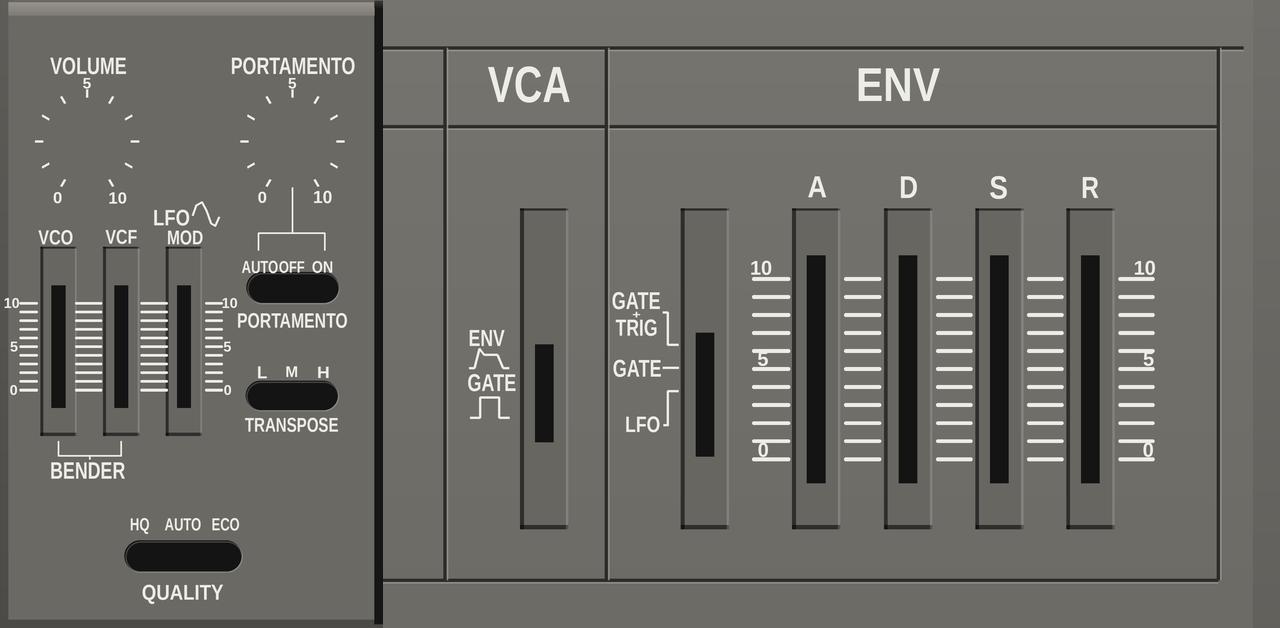 VOLUME
5
0 10
PORTAMENTO
5
0 10
LFO
VCO VCF MOD
10 10
5 5
0 0
BENDER
AUTO OFF ON
PORTAMENTO
L M H
TRANSPOSE
HQ AUTO ECO
QUALITY
VCA
ENV
GATE
ENV
GATE
+
TRIG
GATE
LFO
A D S R
10 10
5 5
0 0